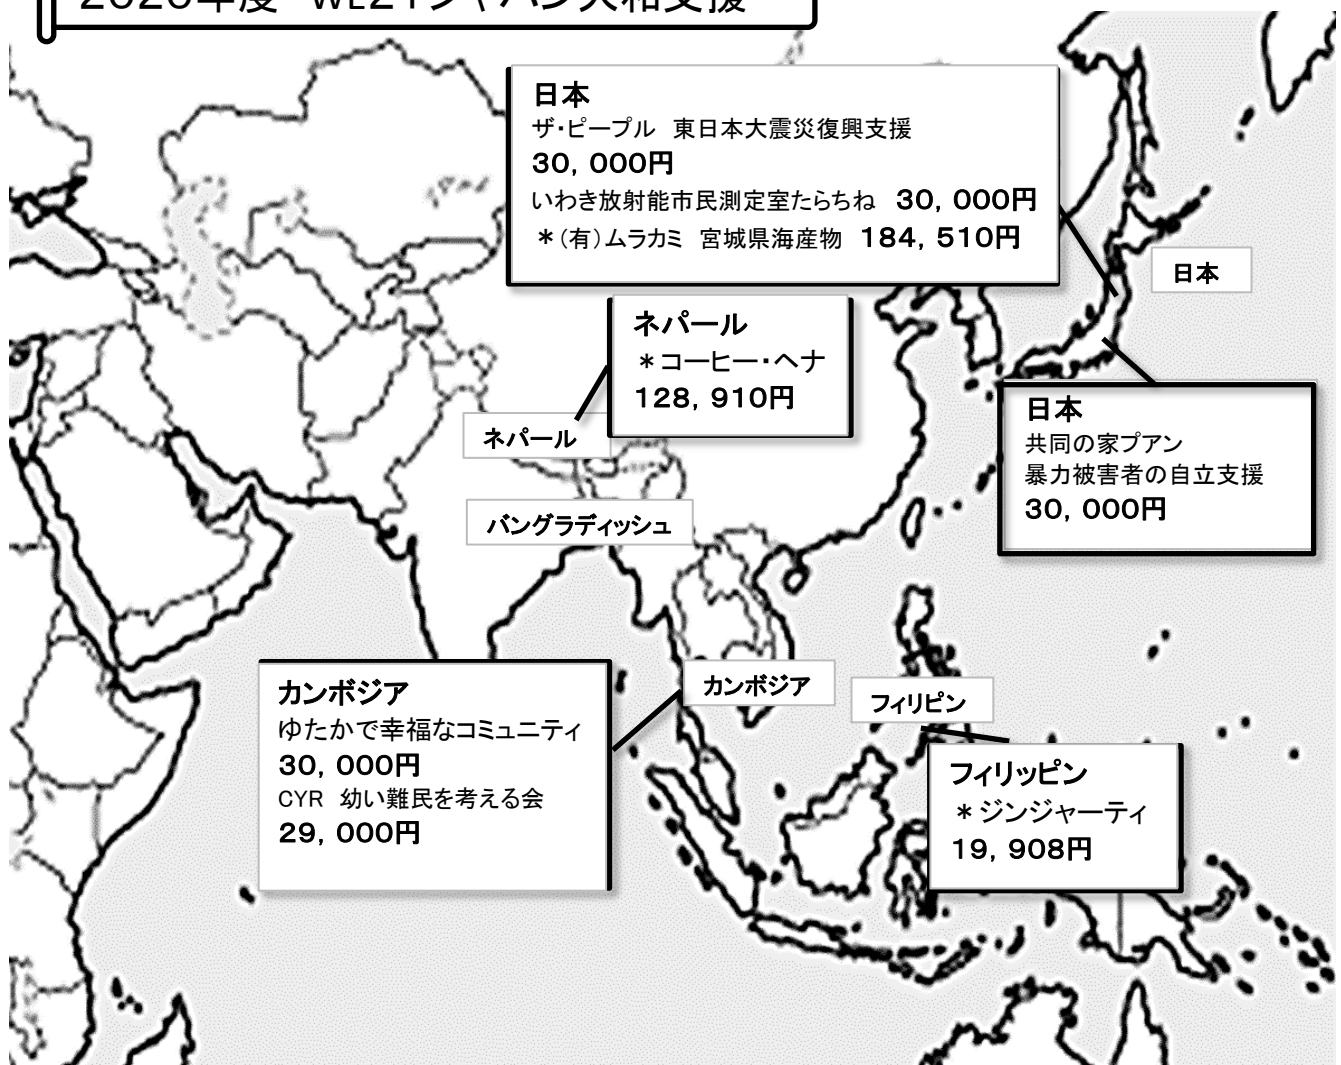 2020年度 WE21ジャパン大和支援
日本
ザ・ピープル 東日本大震災復興支援
30,000円
いわき放射能市民測定室たらちね 30,000円
*(有)ムラカミ 宮城県海産物 184,510円
日本
ネパール
*コーヒー・ヘナ
128,910円
ネパール
日本
共同の家プアン
暴力被害者の自立支援
30,000円
バングラディッシュ
カンボジア
ゆたかで幸福なコミュニティ
30,000円
CYR 幼い難民を考える会
29,000円
カンボジア
フィリピン
フィリッピン
*ジンジャーティ
19,908円